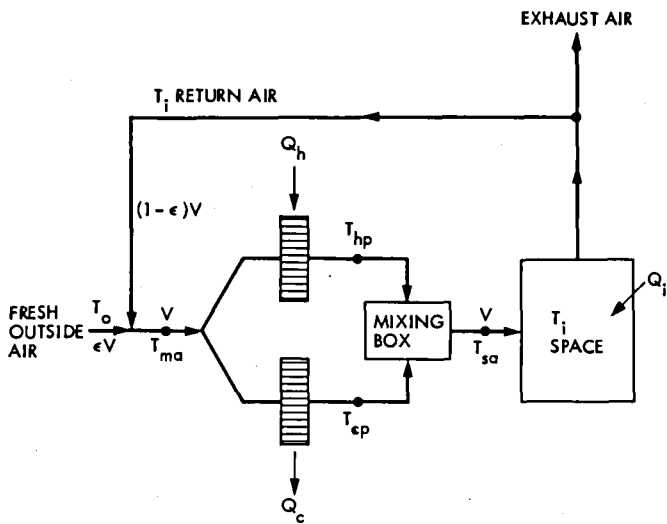 EXHAUST AIR
T_i RETURN AIR
Q_h
(1-ϵ)V
T_hp
FRESH
OUTSIDE
AIR
T_o
ϵV
V
T_ma
MIXING
BOX
V
T_sa
Q_i
T_i
SPACE
T_cp
Q_c